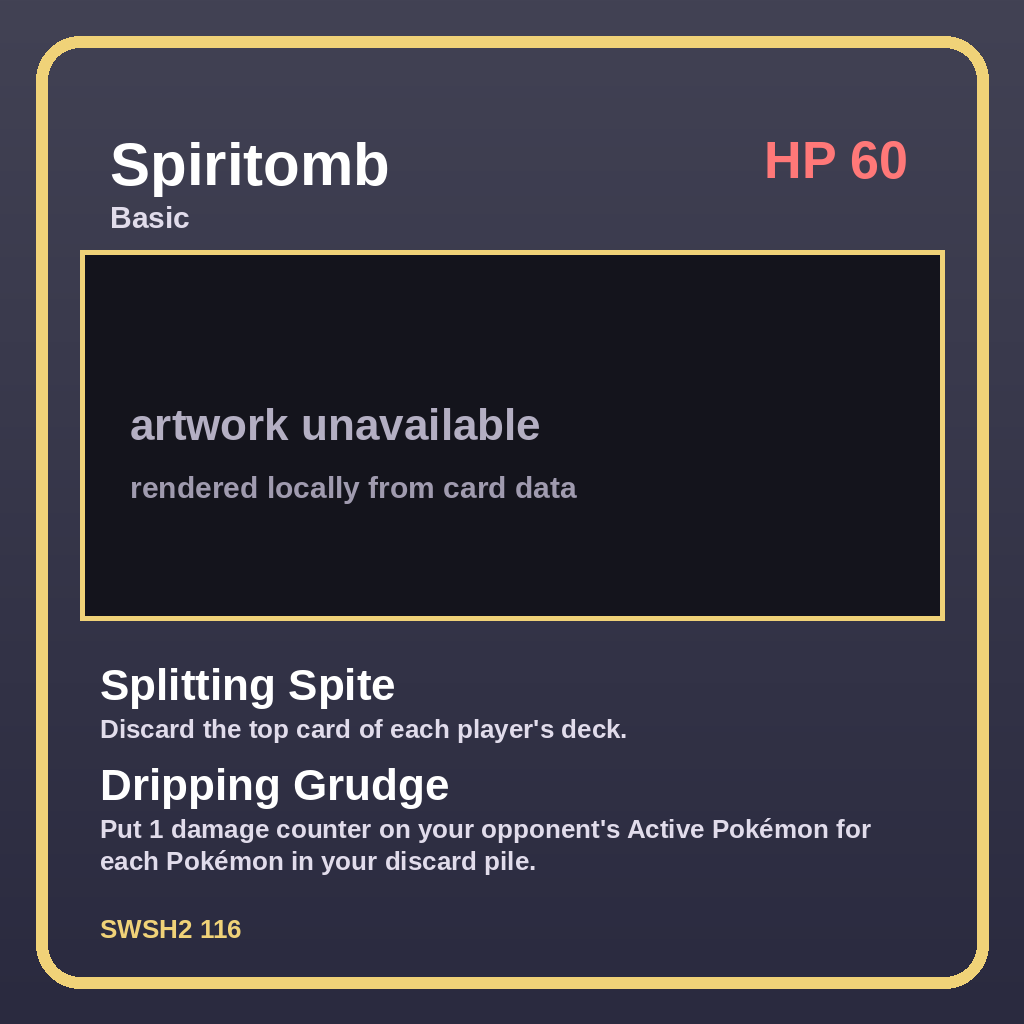 Spiritomb
HP 60
Basic
artwork unavailable
rendered locally from card data
Splitting Spite
Discard the top card of each player's deck.
Dripping Grudge
Put 1 damage counter on your opponent's Active Pokémon for
each Pokémon in your discard pile.
SWSH2 116